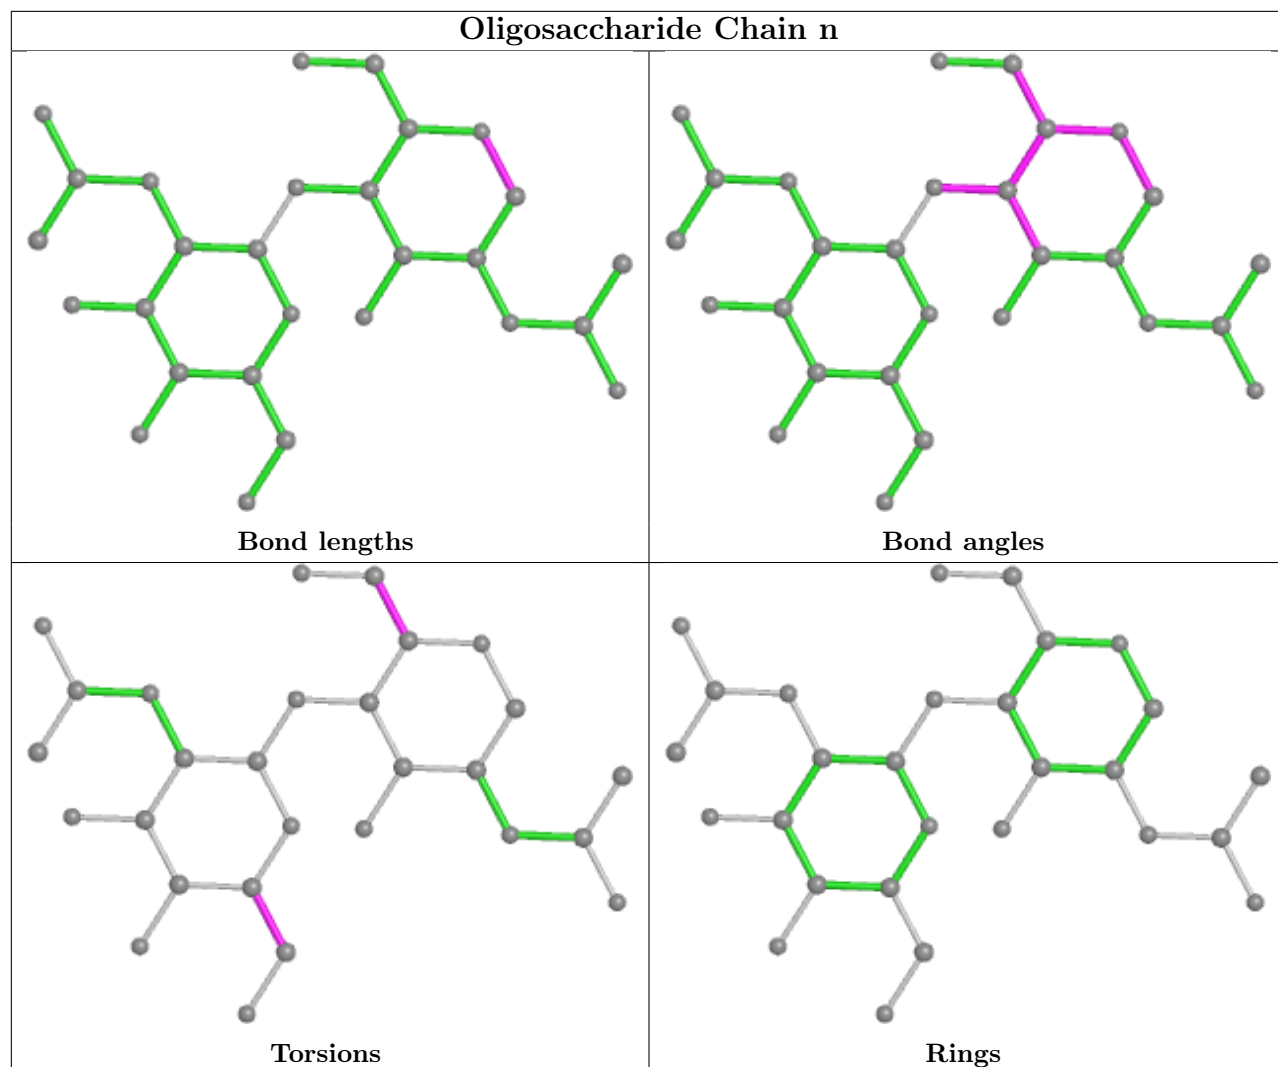 Oligosaccharide Chain n
Bond lengths
Bond angles
Torsions
Rings